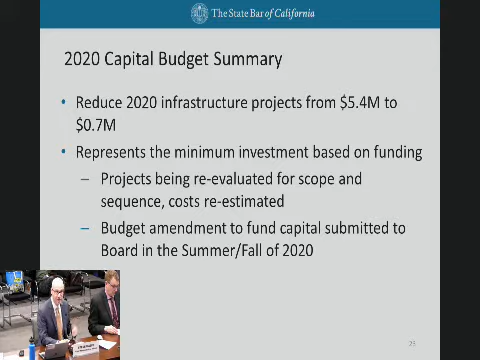 The State Bar of California
2020 Capital Budget Summary
• Reduce 2020 infrastructure projects from $5.4M to
$0.7M
• Represents the minimum investment based on funding
– Projects being re-evaluated for scope and
sequence, costs re-estimated
– Budget amendment to fund capital submitted to
Board in the Summer/Fall of 2020